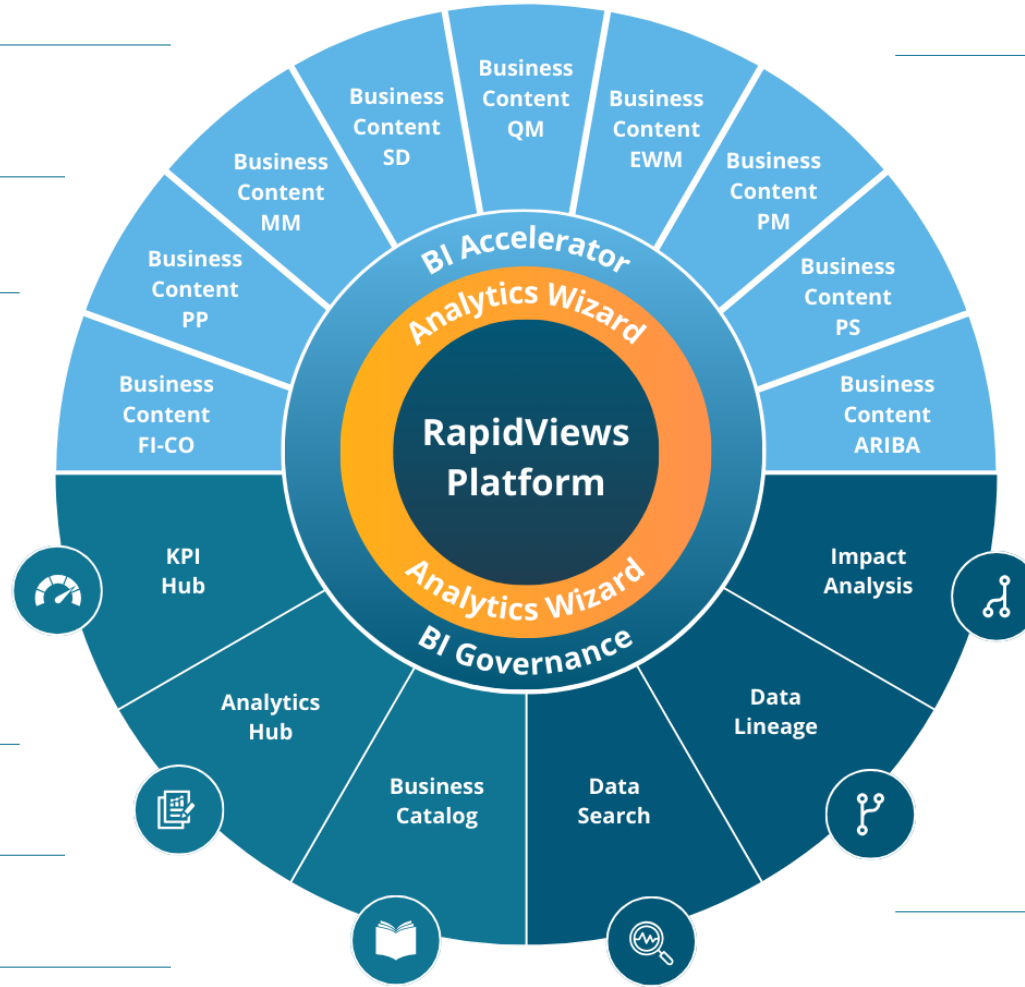 Business
Content
QM
Business
Content
SD
Business
Content
EWM
Business
Content
MM
Business
Content
PM
Business
Content
PP
Business
Content
PS
Business
Content
FI-CO
Business
Content
ARIBA
BI Accelerator
Analytics Wizard
RapidViews
Platform
Analytics Wizard
BI Governance
KPI
Hub
Impact
Analysis
Analytics
Hub
Data
Lineage
Business
Catalog
Data
Search